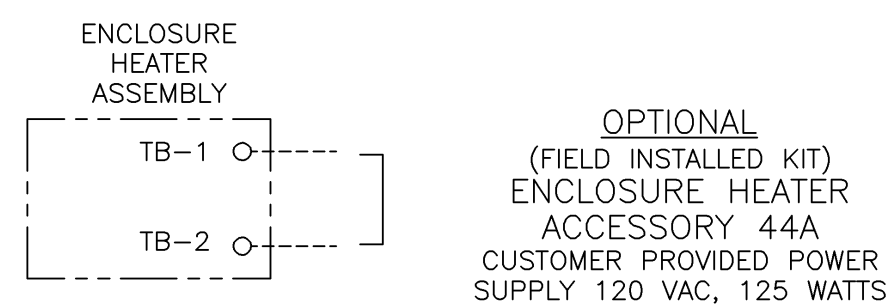 ENCLOSURE
HEATER
ASSEMBLY
TB-1
TB-2
OPTIONAL
(FIELD INSTALLED KIT)
ENCLOSURE HEATER
ACCESSORY 44A
CUSTOMER PROVIDED POWER
SUPPLY 120 VAC, 125 WATTS